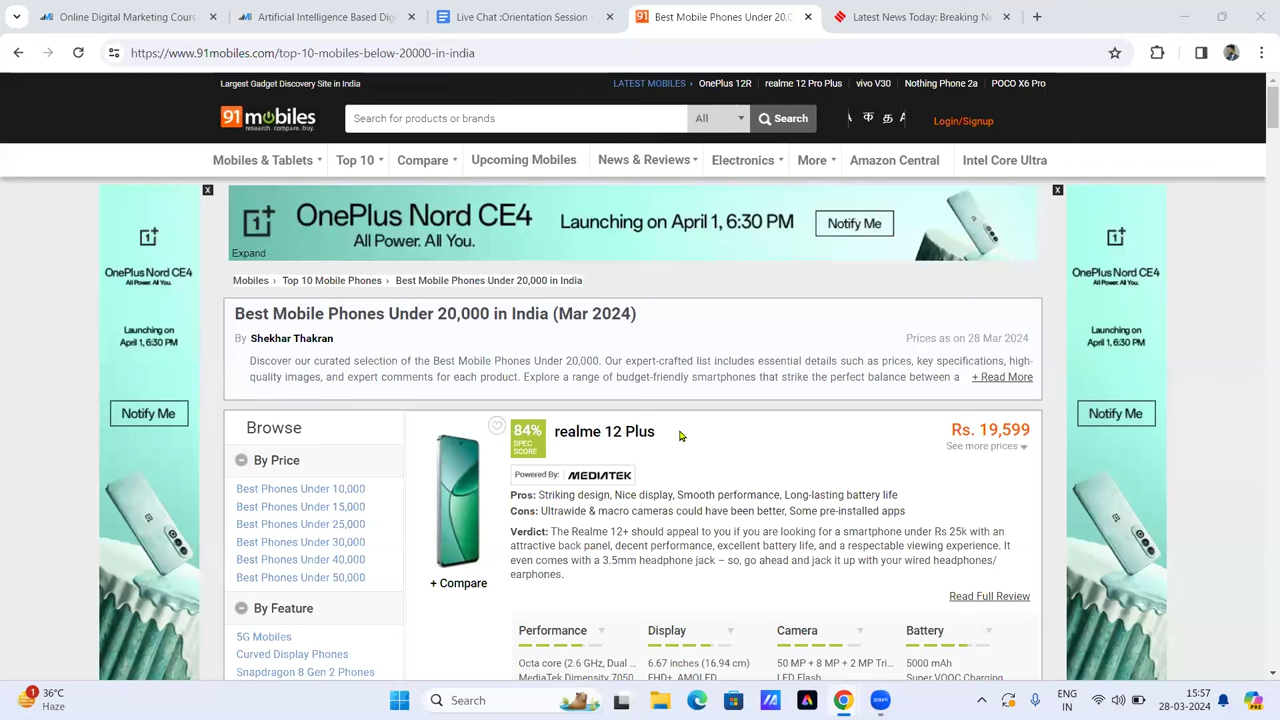 Online Digital Marketing Cours
Artificial Intelligence Based Dig
Live Chat :Orientation Session -
Best Mobile Phones Under 20,
Latest News Today: Breaking Ne
https://www.91mobiles.com/top-10-mobiles-below-20000-in-india
Largest Gadget Discovery Site in India
LATEST MOBILES OnePlus 12R realme 12 Pro Plus vivo V30 Nothing Phone 2a POCO X6 Pro
91mobiles
research. compare. buy.
Search for products or brands
All
Search
क
Login/Signup
Mobiles & Tablets Top 10 Compare Upcoming Mobiles News & Reviews Electronics More Amazon Central Intel Core Ultra
X
X
OnePlus Nord CE4
All Power. All You.
Launching on April 1, 6:30 PM
Notify Me
Expand
OnePlus Nord CE4
All Power. All You.
Launching on
April 1, 6:30 PM
Notify Me
OnePlus Nord CE4
All Power. All You.
Launching on
April 1, 6:30 PM
Notify Me
Mobiles › Top 10 Mobile Phones › Best Mobile Phones Under 20,000 in India
Best Mobile Phones Under 20,000 in India (Mar 2024)
By Shekhar Thakran
Prices as on 28 Mar 2024
Discover our curated selection of the Best Mobile Phones Under 20,000. Our expert-crafted list includes essential details such as prices, key specifications, high-
quality images, and expert comments for each product. Explore a range of budget-friendly smartphones that strike the perfect balance between a + Read More
Browse
By Price
Best Phones Under 10,000
Best Phones Under 15,000
Best Phones Under 25,000
Best Phones Under 30,000
Best Phones Under 40,000
Best Phones Under 50,000
By Feature
5G Mobiles
Curved Display Phones
Snapdragon 8 Gen 2 Phones
+ Compare
84%
SPEC
SCORE
realme 12 Plus
Rs. 19,599
See more prices
Powered By: MEDIATEK
Pros: Striking design, Nice display, Smooth performance, Long-lasting battery life
Cons: Ultrawide & macro cameras could have been better, Some pre-installed apps
Verdict: The Realme 12+ should appeal to you if you are looking for a smartphone under Rs 25k with an
attractive back panel, decent performance, excellent battery life, and a respectable viewing experience. It
even comes with a 3.5mm headphone jack – so, go ahead and jack it up with your wired headphones/
earphones.
Read Full Review
Performance
Octa core (2.6 GHz, Dual ...
MediaTek Dimensity 7050
Display
6.67 inches (16.94 cm)
FHD+, AMOLED
Camera
50 MP + 8 MP + 2 MP Tri...
LED Flash
Battery
5000 mAh
Super VOOC Charging
1
36°C
Haze
Search
zoom
ENG
IN
15:57
28-03-2024
PRE